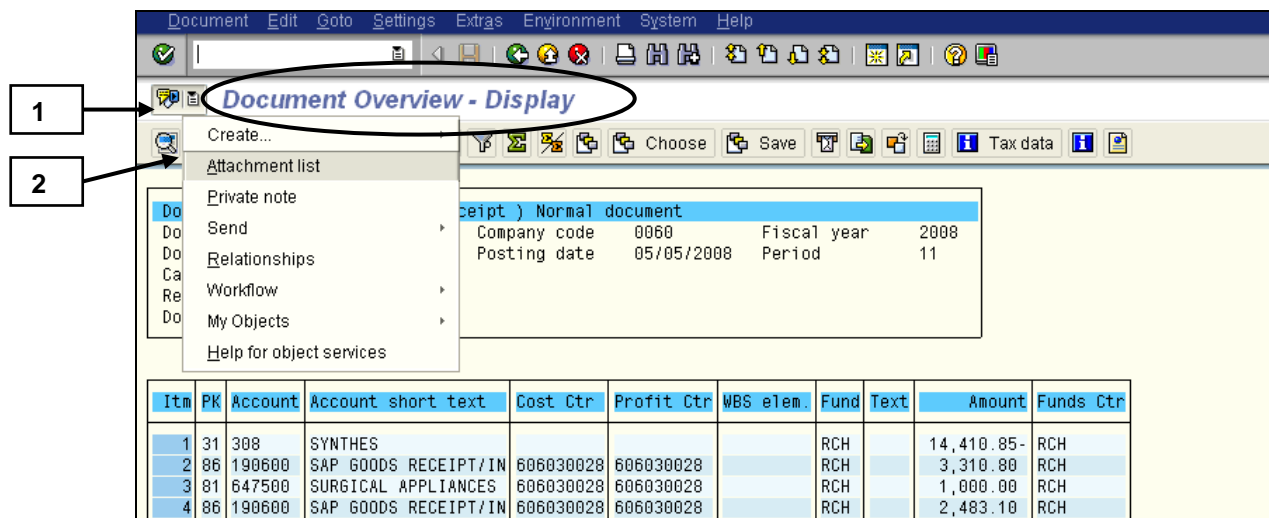 Document Edit Goto Settings Extras Environment System Help
1
Document Overview - Display
Create...
Choose Save Tax data
2
Attachment list
Private note
Do ceipt ) Normal document
Send
Do Company code 0060 Fiscal year 2008
Do Posting date 05/05/2008 Period 11
Relationships
Ca
Workflow
Re
My Objects
Do
Help for object services
Itm PK Account Account short text Cost Ctr Profit Ctr WBS elem. Fund Text Amount Funds Ctr
1 31 308 SYNTHES RCH 14,410.85- RCH
2 86 190600 SAP GOODS RECEIPT/IN 606030028 606030028 RCH 3,310.80 RCH
3 81 647500 SURGICAL APPLIANCES 606030028 606030028 RCH 1,000.00 RCH
4 86 190600 SAP GOODS RECEIPT/IN 606030028 606030028 RCH 2,483.10 RCH